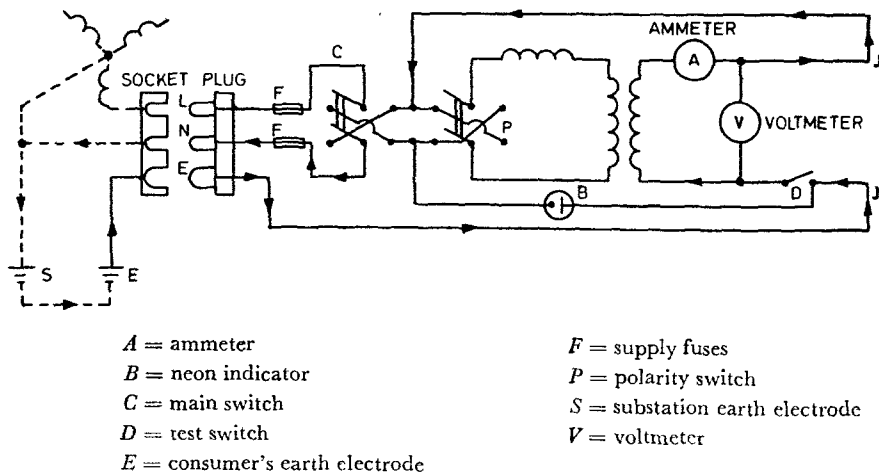 AMMETER
C
A
J
SOCKET PLUG
F
L
V VOLTMETER
F
N
P
E
B
D
J
S E
A = ammeter
B = neon indicator
C = main switch
D = test switch
E = consumer's earth electrode
F = supply fuses
P = polarity switch
S = substation earth electrode
V = voltmeter